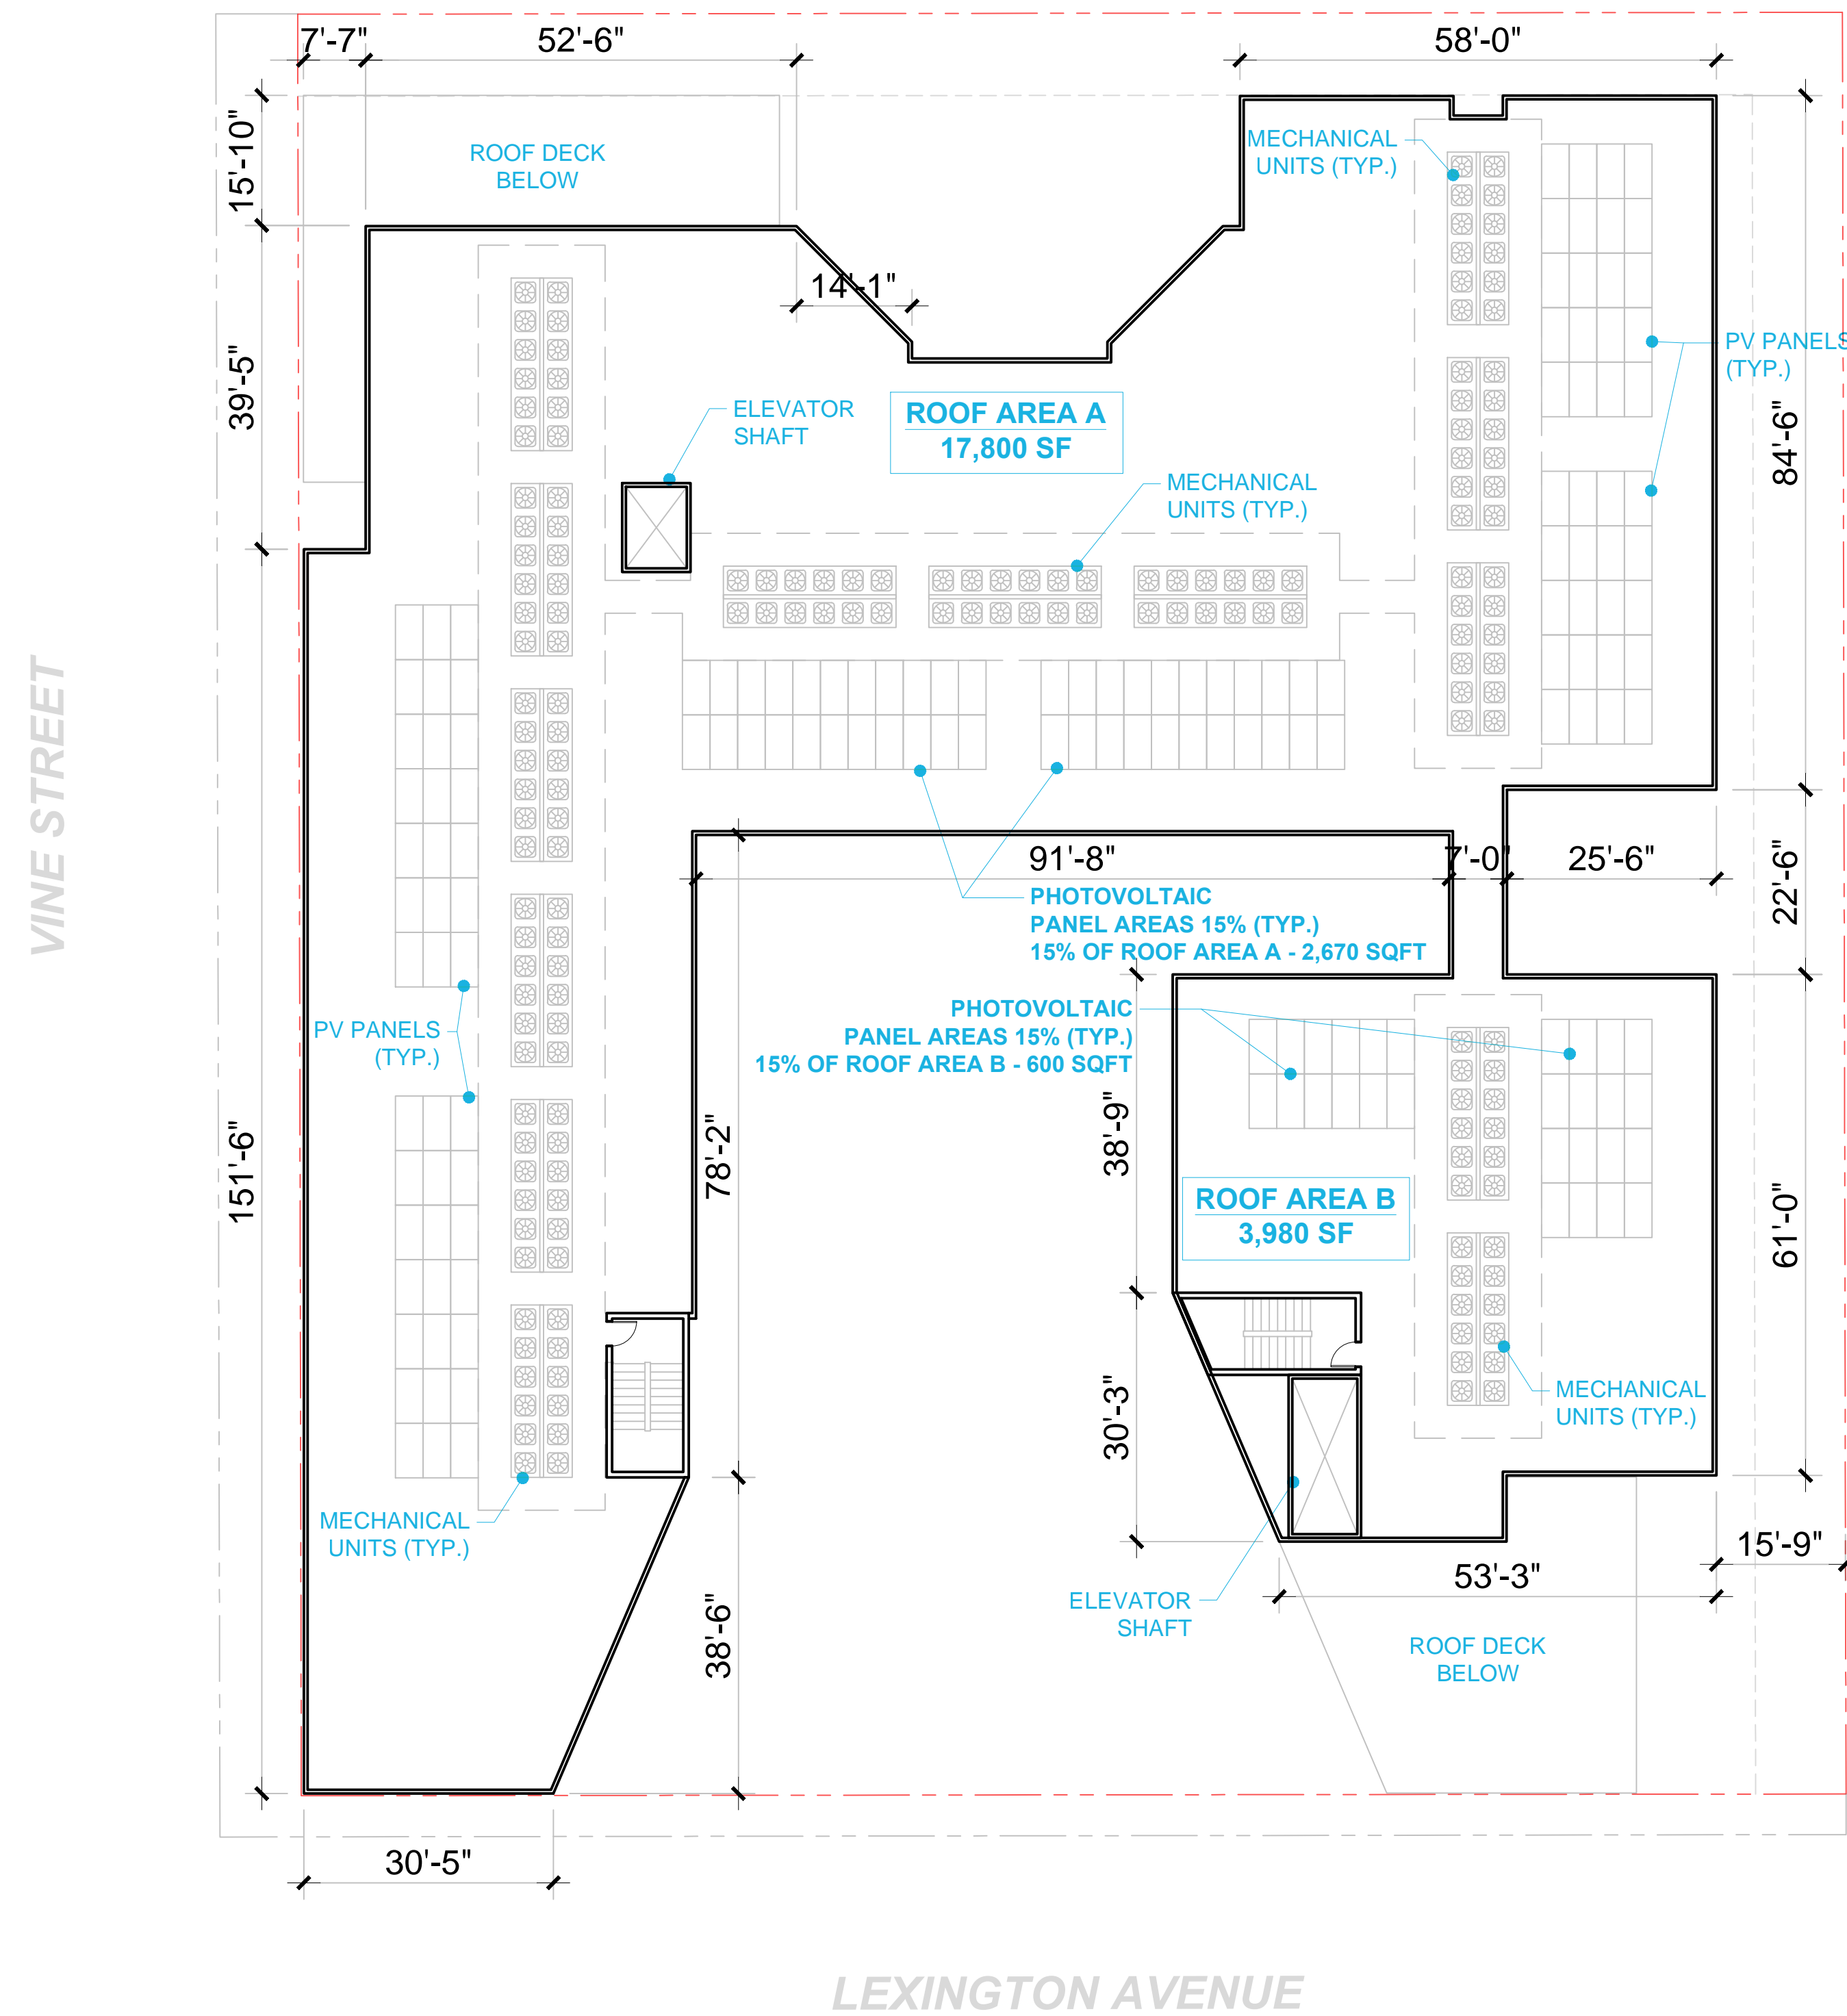 7'-7"
52'-6"
58'-0"
15'-10"
ROOF DECK
BELOW
MECHANICAL
UNITS (TYP.)
14'-1"
PV PANELS
(TYP.)
39'-5"
ELEVATOR
SHAFT
ROOF AREA A
17,800 SF
84'-6"
MECHANICAL
UNITS (TYP.)
VINE STREET
91'-8"
7'-0"
25'-6"
22'-6"
PHOTOVOLTAIC
PANEL AREAS 15% (TYP.)
15% OF ROOF AREA A - 2,670 SQFT
PHOTOVOLTAIC
PANEL AREAS 15% (TYP.)
15% OF ROOF AREA B - 600 SQFT
PV PANELS
(TYP.)
151'-6"
78'-2"
38'-9"
ROOF AREA B
3,980 SF
61'-0"
30'-3"
MECHANICAL
UNITS (TYP.)
MECHANICAL
UNITS (TYP.)
15'-9"
53'-3"
ELEVATOR
SHAFT
38'-6"
ROOF DECK
BELOW
30'-5"
LEXINGTON AVENUE